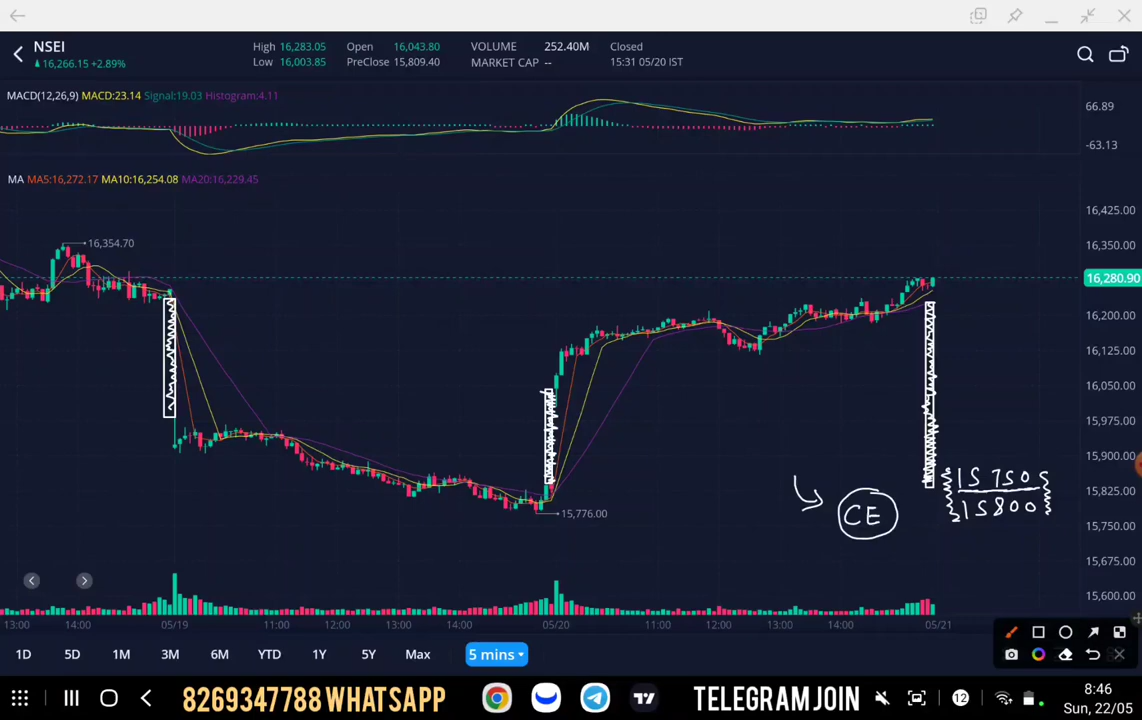 NSEI
▲16,266.15 +2.89%
High 16,283.05 Open 16,043.80 VOLUME 252.40M Closed
Low 16,003.85 PreClose 15,809.40 MARKET CAP -- 15:31 05/20 IST
MACD(12,26,9) MACD:23.14 Signal:19.03 Histogram:4.11
66.89
-63.13
MA MA5:16,272.17 MA10:16,254.08 MA20:16,229.45
16,425.00
16,354.70
16,350.00
16,280.90
16,200.00
16,125.00
16,050.00
15,975.00
15,900.00
15750
15,825.00
CE
15800
15,776.00
15,750.00
15,675.00
15,600.00
13:00 14:00 05/19 11:00 12:00 13:00 14:00 05/20 11:00 12:00 13:00 14:00 05/21
1D 5D 1M 3M 6M YTD 1Y 5Y Max 5 mins
8269347788 WHATSAPP TELEGRAM JOIN 12 8:46
Sun, 22/05